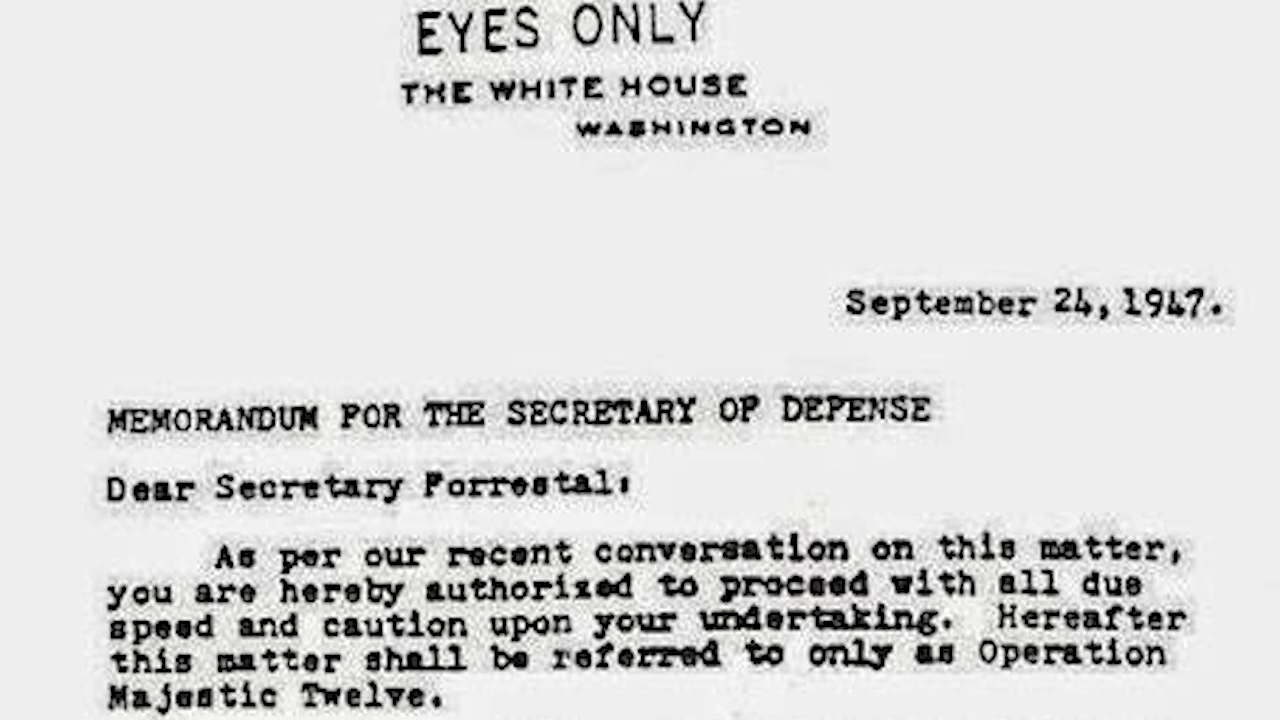 EYES ONLY
THE WHITE HOUSE
WASHINGTON
September 24, 1947.
MEMORANDUM FOR THE SECRETARY OF DEFENSE
Dear Secretary Forrestal:
As per our recent conversation on this matter,
you are hereby authorized to proceed with all due
speed and caution upon your undertaking. Hereafter
this matter shall be referred to only as Operation
Majestic Twelve.